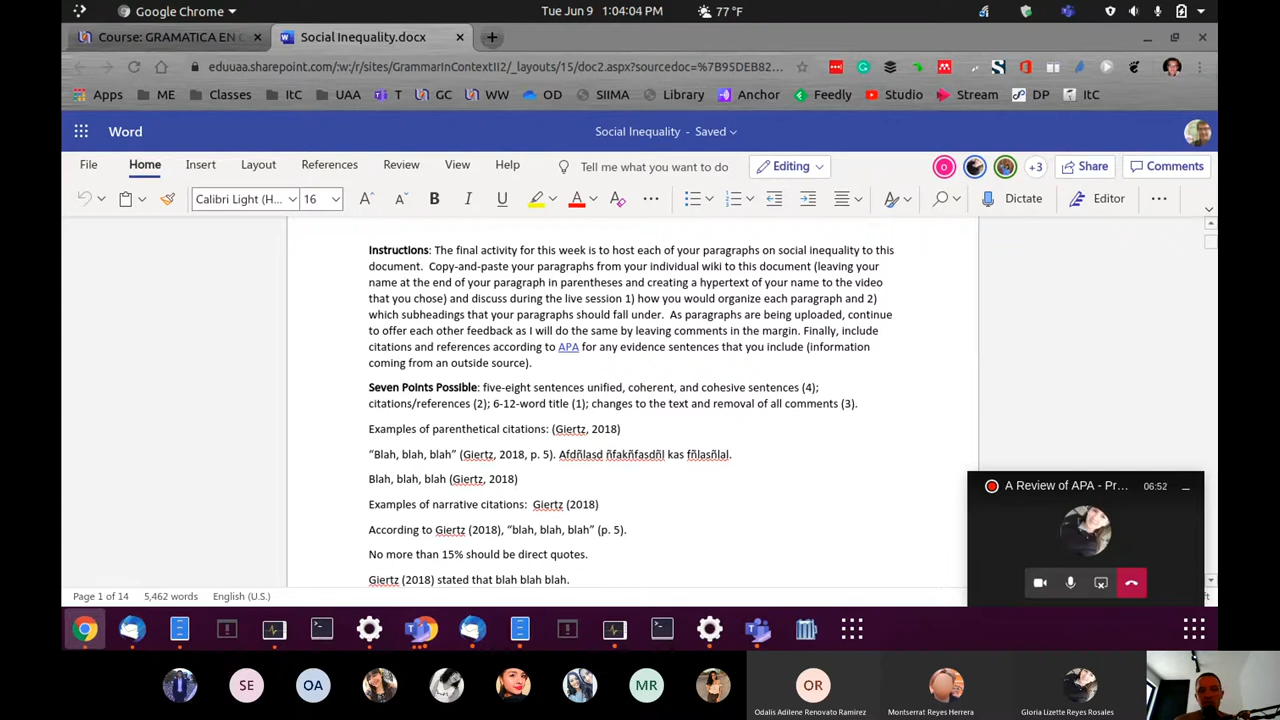 Google Chrome
Tue Jun 9 1:04:04 PM
77 °F
Course: GRAMATICA EN C
Social Inequality.docx
eduuaa.sharepoint.com/:w:/r/sites/GrammarInContextII2/_layouts/15/doc2.aspx?sourcedoc=%7B95DEB82...
Apps ME Classes ItC UAA T GC WW OD SIIMA Library Anchor Feedly Studio Stream DP ItC
Word
Social Inequality - Saved
File Home Insert Layout References Review View Help Tell me what you want to do Editing O +3 Share Comments
Calibri Light (H... 16 B I U A Dictate Editor
Instructions: The final activity for this week is to host each of your paragraphs on social inequality to this
document. Copy-and-paste your paragraphs from your individual wiki to this document (leaving your
name at the end of your paragraph in parentheses and creating a hypertext of your name to the video
that you chose) and discuss during the live session 1) how you would organize each paragraph and 2)
which subheadings that your paragraphs should fall under. As paragraphs are being uploaded, continue
to offer each other feedback as I will do the same by leaving comments in the margin. Finally, include
citations and references according to APA for any evidence sentences that you include (information
coming from an outside source).
Seven Points Possible: five-eight sentences unified, coherent, and cohesive sentences (4);
citations/references (2); 6-12-word title (1); changes to the text and removal of all comments (3).
Examples of parenthetical citations: (Giertz, 2018)
“Blah, blah, blah” (Giertz, 2018, p. 5). Afdñlasd ñfakñfasdñl kas fñlasñlal.
Blah, blah, blah (Giertz, 2018)
Examples of narrative citations: Giertz (2018)
According to Giertz (2018), “blah, blah, blah” (p. 5).
No more than 15% should be direct quotes.
Giertz (2018) stated that blah blah blah.
A Review of APA - Pr... 06:52
Page 1 of 14 5,462 words English (U.S.)
SE OA MR OR
Odalis Adilene Renovato Ramirez Montserrat Reyes Herrera Gloria Lizette Reyes Rosales